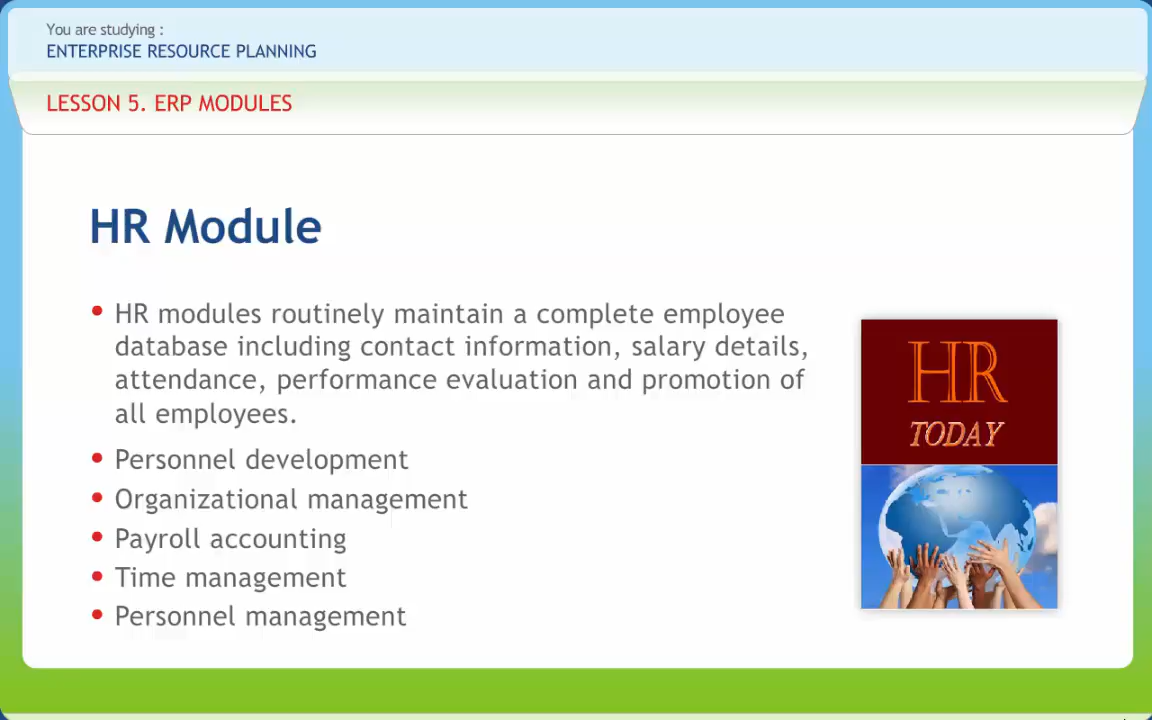 You are studying :
ENTERPRISE RESOURCE PLANNING
LESSON 5. ERP MODULES
HR Module
• HR modules routinely maintain a complete employee
database including contact information, salary details,
attendance, performance evaluation and promotion of
all employees.
• Personnel development
• Organizational management
• Payroll accounting
• Time management
• Personnel management
HR
TODAY